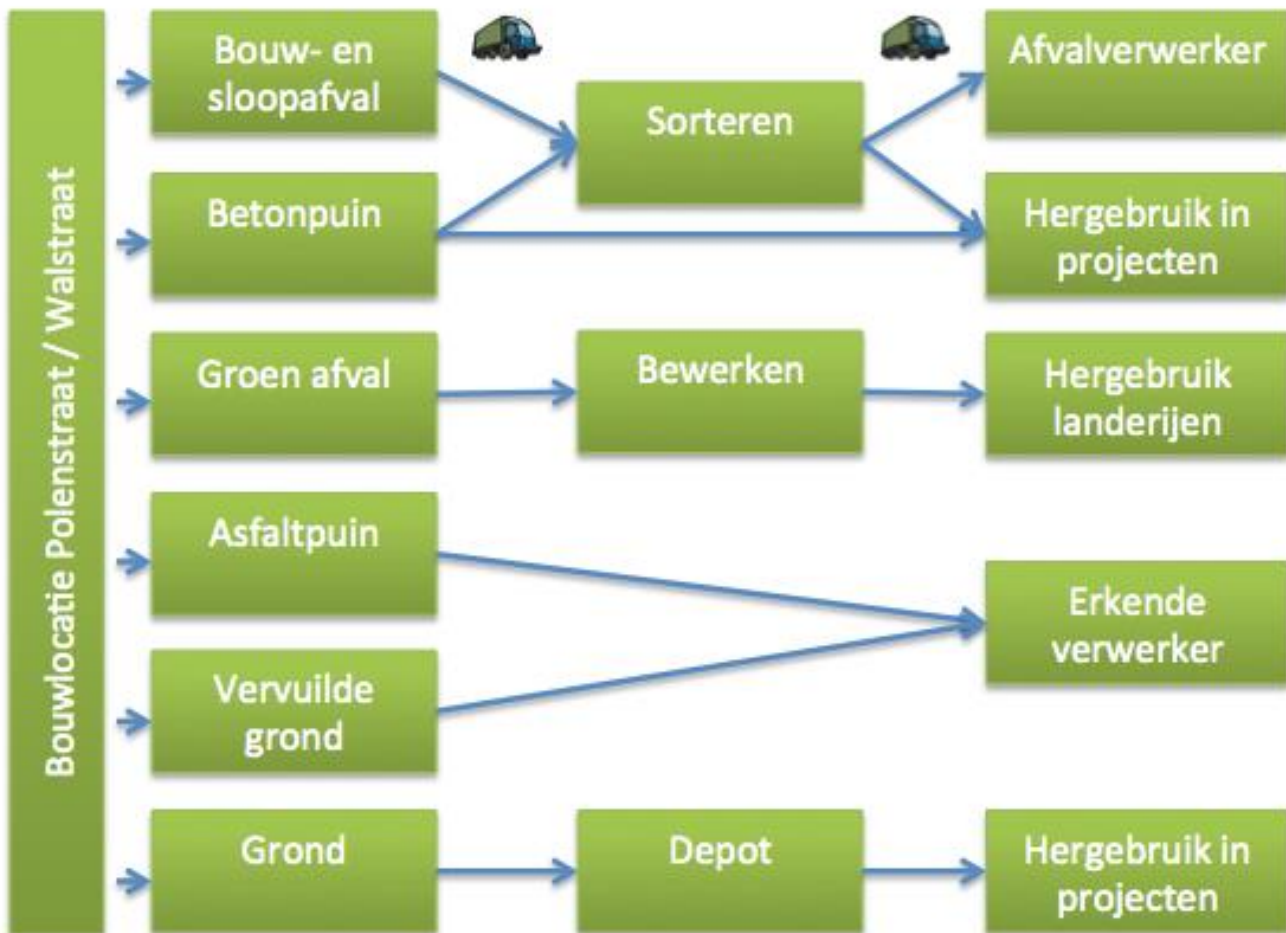 Bouwlocatie Polenstraat / Walstraat
Bouw- en
sloopafval
Sorteren
Afvalverwerker
Betonpuin
Hergebruik in
projecten
Groen afval
Bewerken
Hergebruik
landerijen
Asfaltpuin
Erkende
verwerker
Vervuilde
grond
Grond
Depot
Hergebruik in
projecten